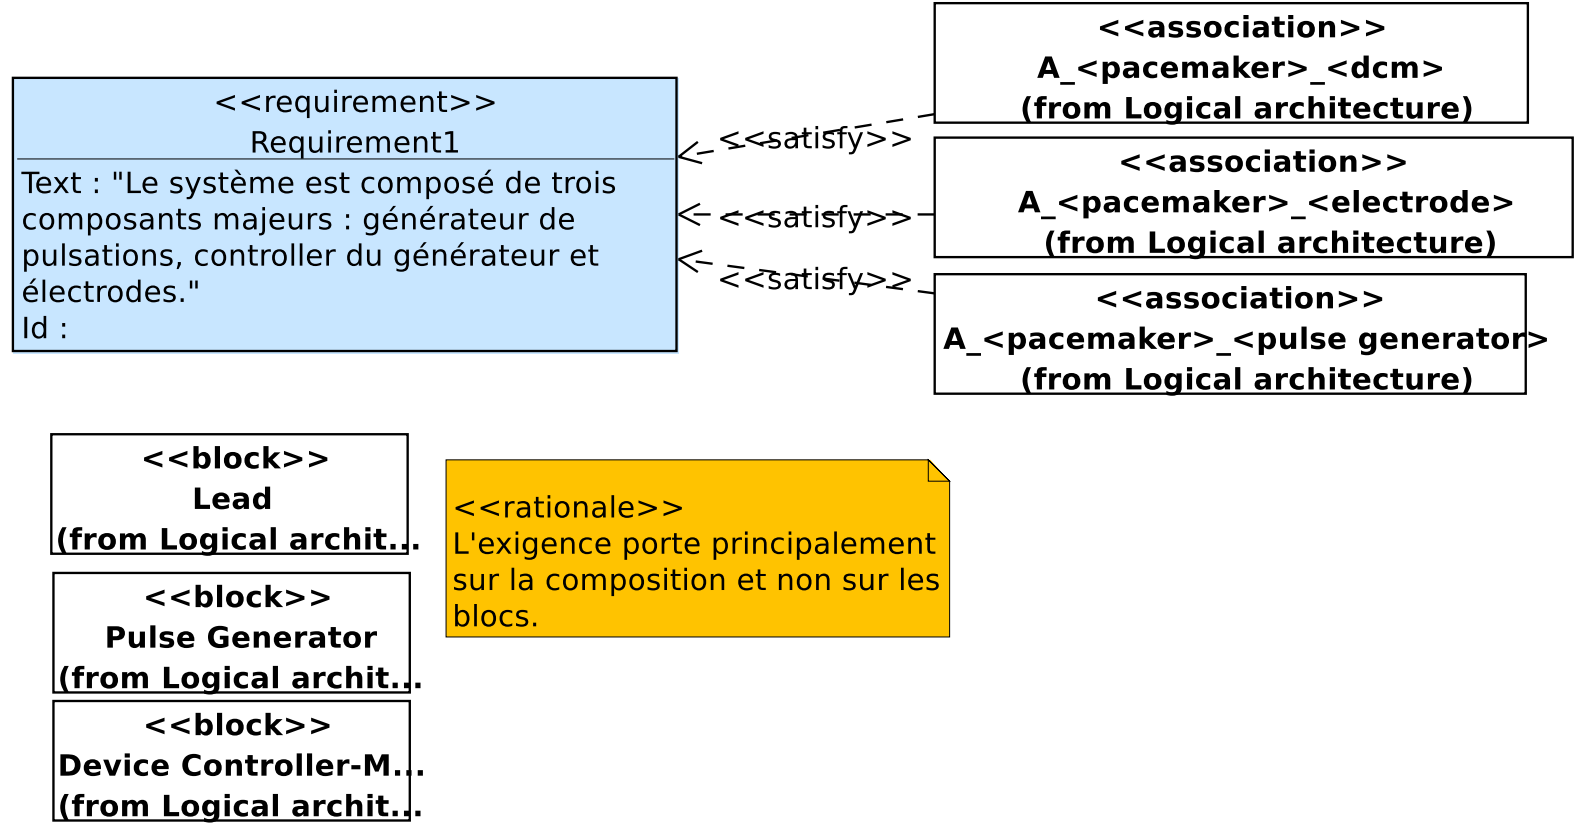 <<requirement>>
Requirement1
Text : "Le système est composé de trois
composants majeurs : générateur de
pulsations, controller du générateur et
électrodes."
Id :
<<satisfy>>
<<satisfy>>
<<satisfy>>
<<association>>
A_<pacemaker>_<dcm>
(from Logical architecture)
<<association>>
A_<pacemaker>_<electrode>
(from Logical architecture)
<<association>>
A_<pacemaker>_<pulse generator>
(from Logical architecture)
<<block>>
Lead
(from Logical archit...
<<block>>
Pulse Generator
(from Logical archit...
<<block>>
Device Controller-M...
(from Logical archit...
<<rationale>>
L'exigence porte principalement
sur la composition et non sur les
blocs.